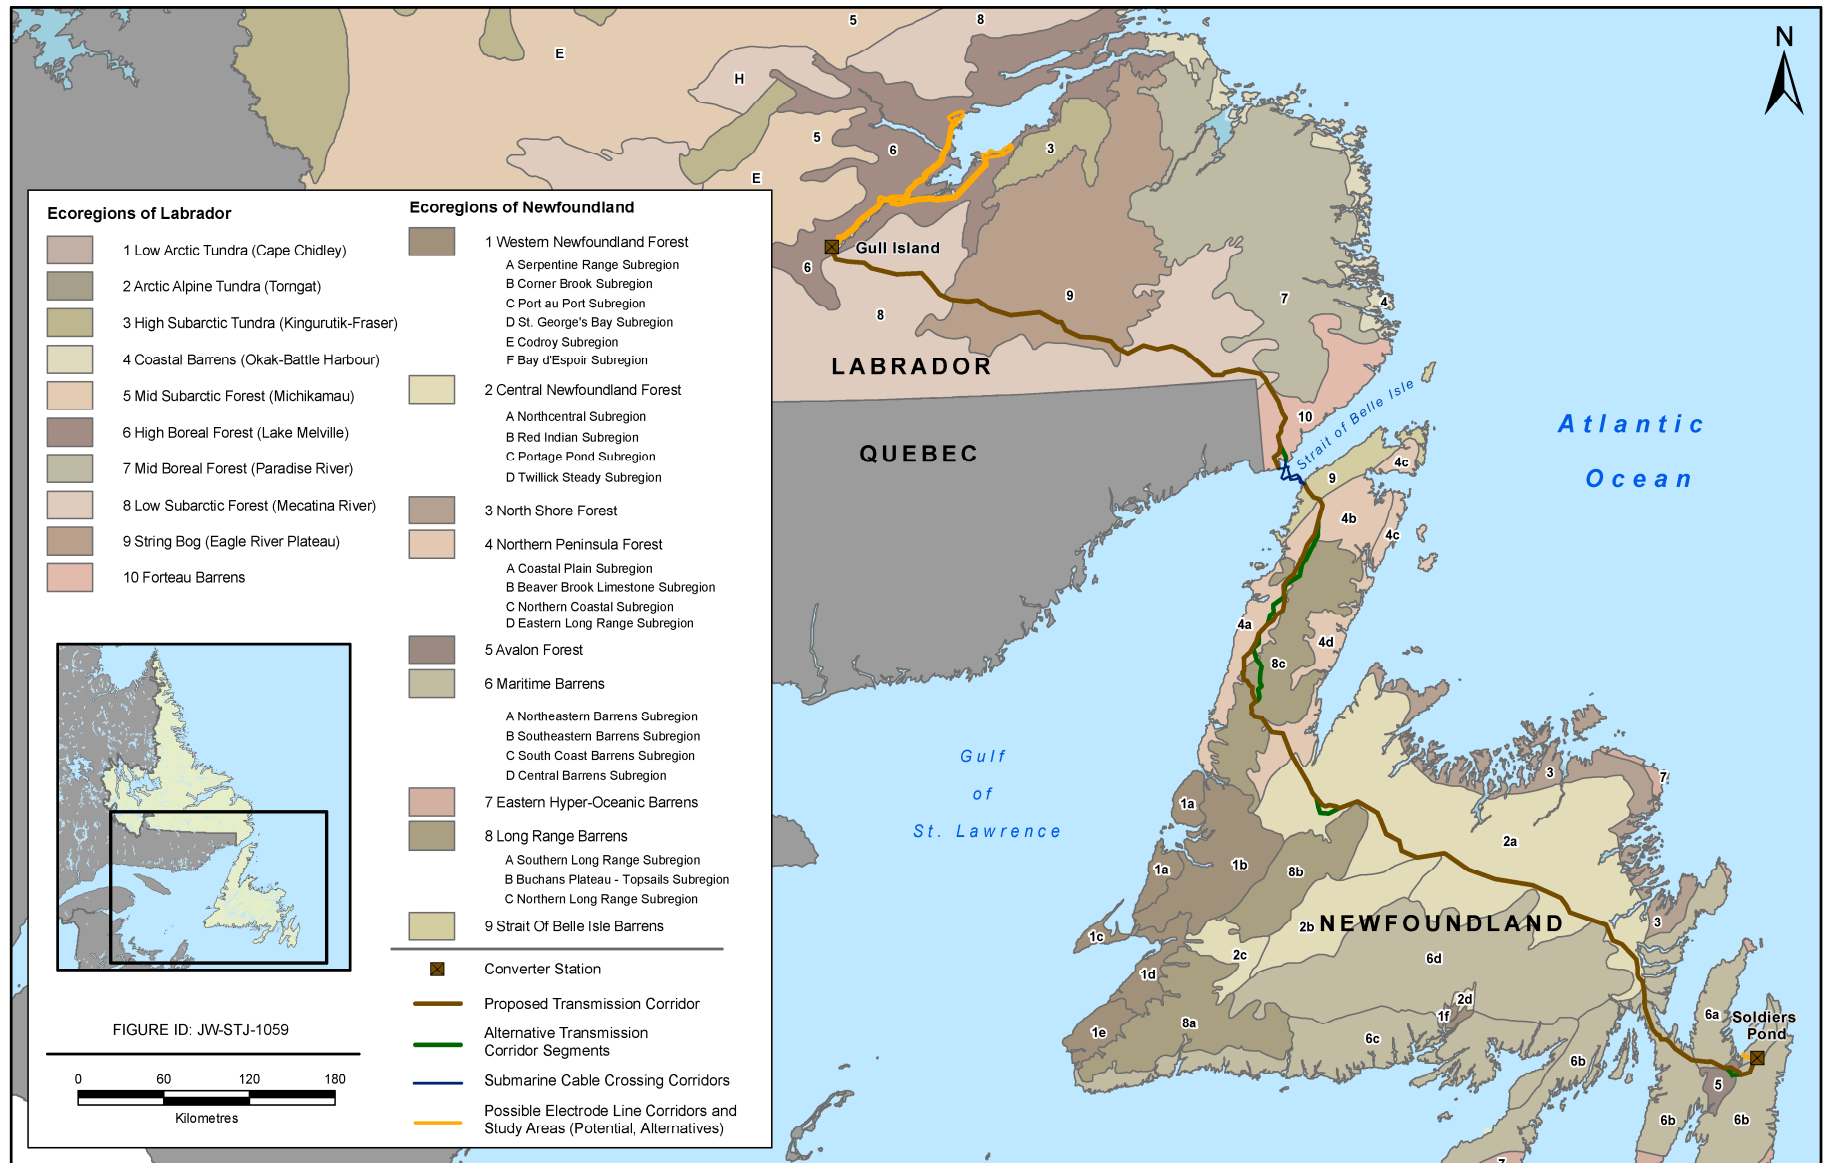 Ecoregions of Labrador
1 Low Arctic Tundra (Cape Chidley)
2 Arctic Alpine Tundra (Torngat)
3 High Subarctic Tundra (Kingurutik-Fraser)
4 Coastal Barrens (Okak-Battle Harbour)
5 Mid Subarctic Forest (Michikamau)
6 High Boreal Forest (Lake Melville)
7 Mid Boreal Forest (Paradise River)
8 Low Subarctic Forest (Mecatina River)
9 String Bog (Eagle River Plateau)
10 Forteau Barrens
Ecoregions of Newfoundland
1 Western Newfoundland Forest
A Serpentine Range Subregion
B Corner Brook Subregion
C Port au Port Subregion
D St. George's Bay Subregion
E Codroy Subregion
F Bay d'Espoir Subregion
2 Central Newfoundland Forest
A Northcentral Subregion
B Red Indian Subregion
C Portage Pond Subregion
D Twillick Steady Subregion
3 North Shore Forest
4 Northern Peninsula Forest
A Coastal Plain Subregion
B Beaver Brook Limestone Subregion
C Northern Coastal Subregion
D Eastern Long Range Subregion
5 Avalon Forest
6 Maritime Barrens
A Northeastern Barrens Subregion
B Southeastern Barrens Subregion
C South Coast Barrens Subregion
D Central Barrens Subregion
7 Eastern Hyper-Oceanic Barrens
8 Long Range Barrens
A Southern Long Range Subregion
B Buchans Plateau - Topsails Subregion
C Northern Long Range Subregion
9 Strait Of Belle Isle Barrens
Converter Station
Proposed Transmission Corridor
Alternative Transmission
Corridor Segments
Submarine Cable Crossing Corridors
Possible Electrode Line Corridors and
Study Areas (Potential, Alternatives)
FIGURE ID: JW-STJ-1059
0 60 120 180
Kilometres
N
5
8
E
H
5
6
3
E
Gull Island
6
8
9
7
4
LABRADOR
10
QUEBEC
Strait of Belle Isle
Atlantic
Ocean
4c
9
4b
4c
4a
4d
8c
Gulf
of
St. Lawrence
3
7
1a
2a
1b
1a
8b
2b
NEWFOUNDLAND
3
1c
2c
6d
1d
2d
1f
6a
Soldiers
Pond
8a
1e
6c
6b
5
6b
6b
7